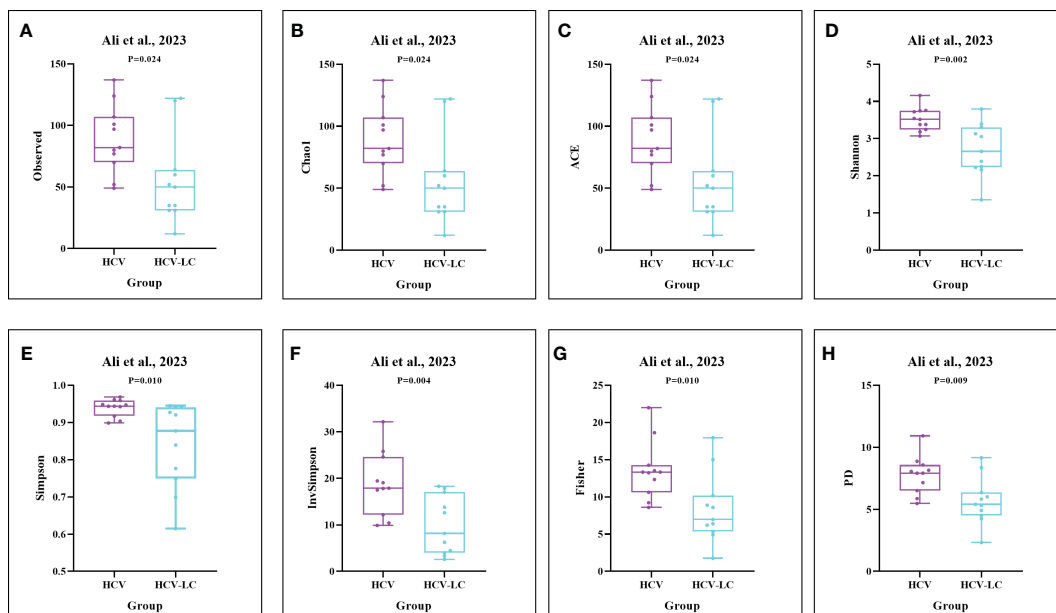 A
Ali et al., 2023
P=0.024
150
100
50
0
Observed
HCV
HCV-LC
Group
B
Ali et al., 2023
P=0.024
150
100
50
0
Chao1
HCV
HCV-LC
Group
C
Ali et al., 2023
P=0.024
150
100
50
0
ACE
HCV
HCV-LC
Group
D
Ali et al., 2023
P=0.002
5
4
3
2
1
0
Shannon
HCV
HCV-LC
Group
E
Ali et al., 2023
P=0.010
1.0
0.9
0.8
0.7
0.6
0.5
Simpson
HCV
HCV-LC
Group
F
Ali et al., 2023
P=0.004
40
30
20
10
0
InvSimpson
HCV
HCV-LC
Group
G
Ali et al., 2023
P=0.010
25
20
15
10
5
0
Fisher
HCV
HCV-LC
Group
H
Ali et al., 2023
P=0.009
15
10
5
0
PD
HCV
HCV-LC
Group